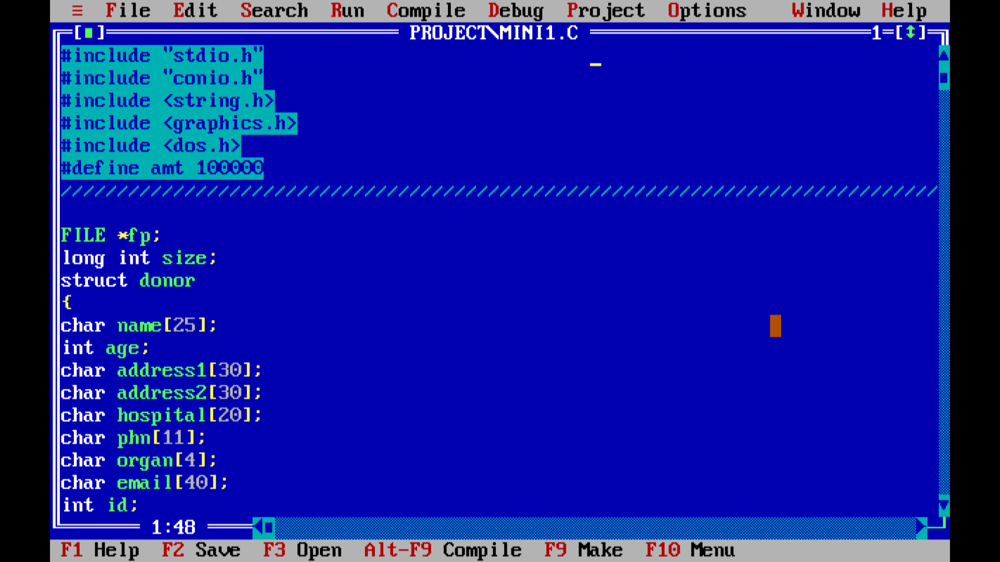 ≡ File Edit Search Run Compile Debug Project Options Window Help
[■] PROJECT\MINI1.C 1=[↕]
#include "stdio.h"
#include "conio.h"
#include <string.h>
#include <graphics.h>
#include <dos.h>
#define amt 100000
//////////////////////////////////////////////////////////////////////////////
FILE *fp;
long int size;
struct donor
{
char name[25];
int age;
char address1[30];
char address2[30];
char hospital[20];
char phn[11];
char organ[4];
char email[40];
int id;
1:48
F1 Help F2 Save F3 Open Alt-F9 Compile F9 Make F10 Menu